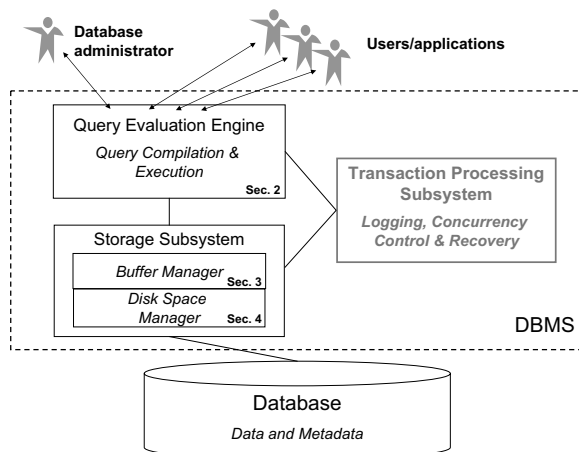 Database
administrator
Users/applications
Query Evaluation Engine
Query Compilation &
Execution
Sec. 2
Transaction Processing
Subsystem
Logging, Concurrency
Control & Recovery
Storage Subsystem
Buffer Manager
Sec. 3
Disk Space
Manager
Sec. 4
DBMS
Database
Data and Metadata